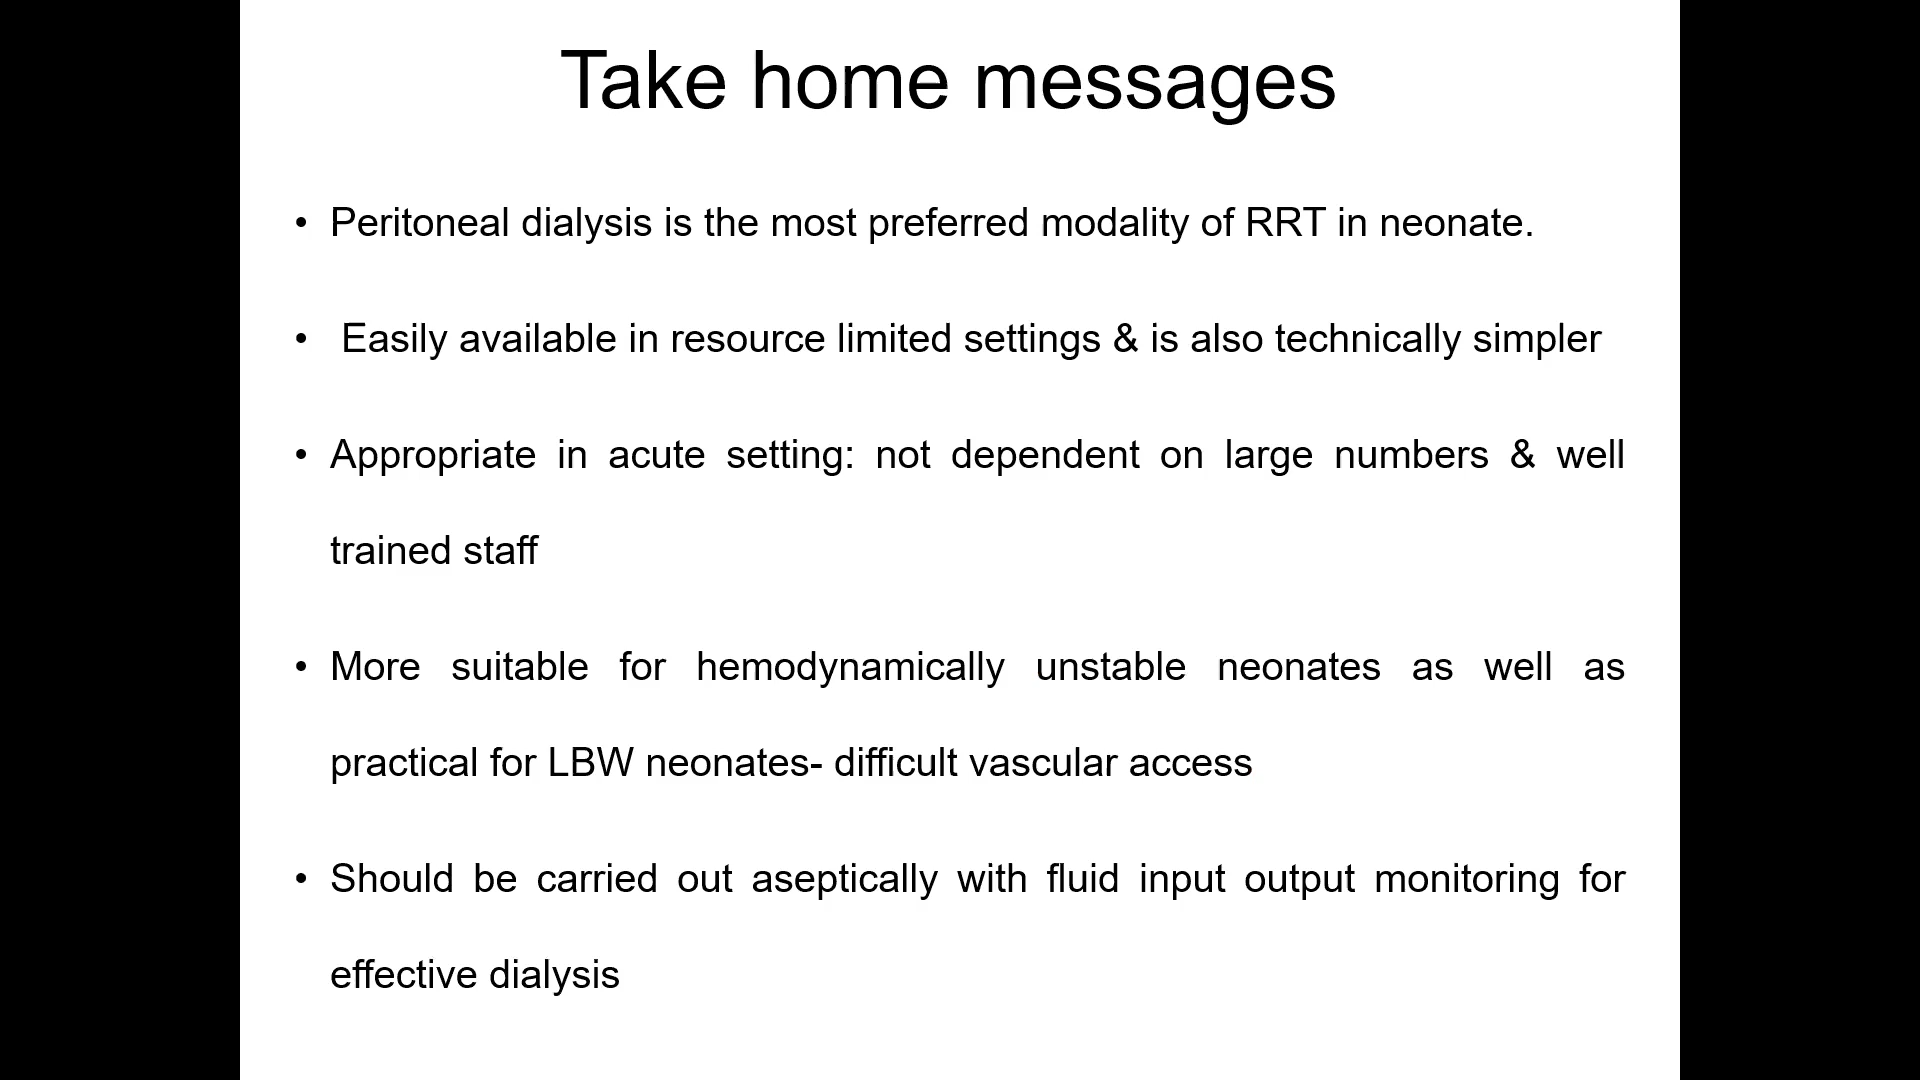 Take home messages
• Peritoneal dialysis is the most preferred modality of RRT in neonate.
• Easily available in resource limited settings & is also technically simpler
• Appropriate in acute setting: not dependent on large numbers & well
trained staff
• More suitable for hemodynamically unstable neonates as well as
practical for LBW neonates- difficult vascular access
• Should be carried out aseptically with fluid input output monitoring for
effective dialysis